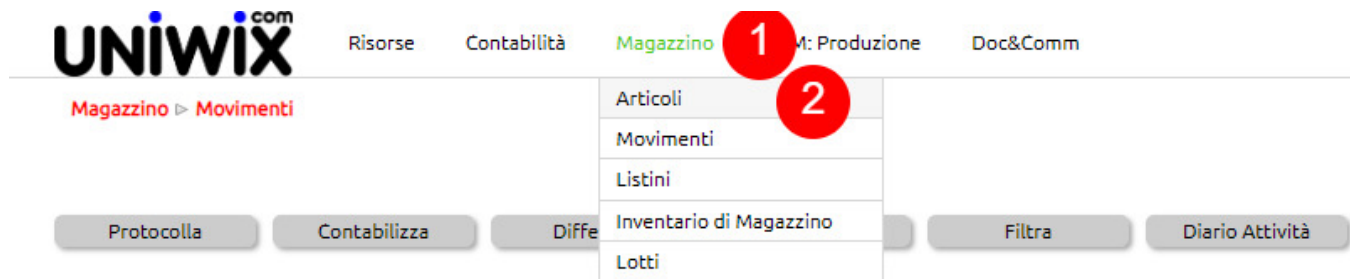 UNiWiX com
Risorse Contabilità Magazzino 1 M: Produzione Doc&Comm
Magazzino ▷ Movimenti
Articoli 2
Movimenti
Listini
Inventario di Magazzino
Lotti
Protocolla Contabilizza Diffe Filtra Diario Attività